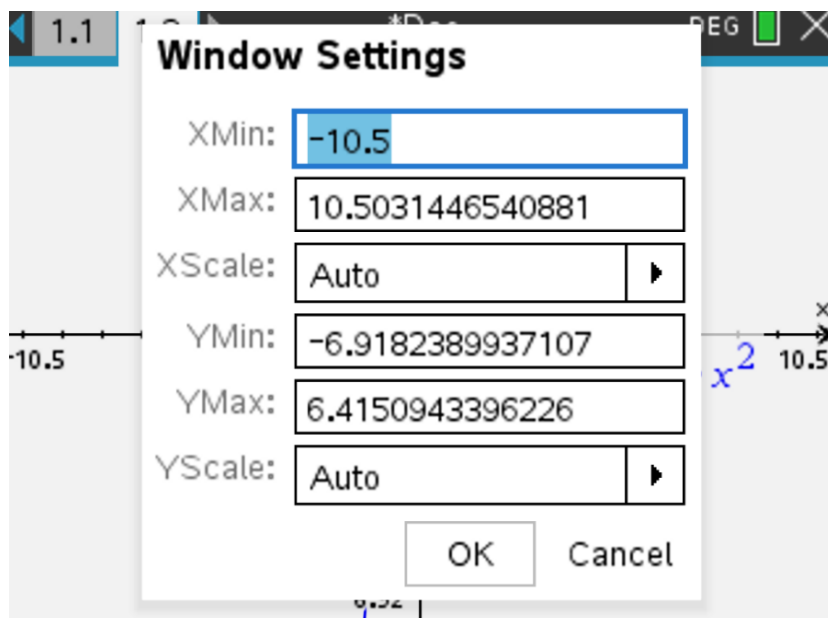 1.1
DEG
Window Settings
XMin: -10.5
XMax: 10.5031446540881
XScale: Auto
YMin: -6.9182389937107
x
-10.5
x² 10.5
YMax: 6.4150943396226
YScale: Auto
OK Cancel